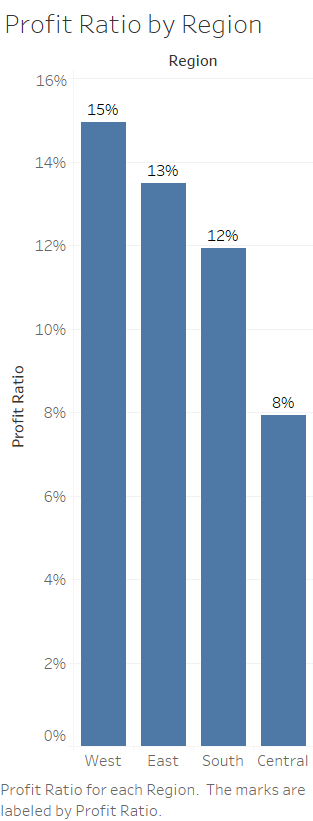 Profit Ratio by Region
Region
16%
14%
12%
10%
8%
6%
4%
2%
0%
Profit Ratio
15%
13%
12%
8%
West East South Central
Profit Ratio for each Region. The marks are
labeled by Profit Ratio.